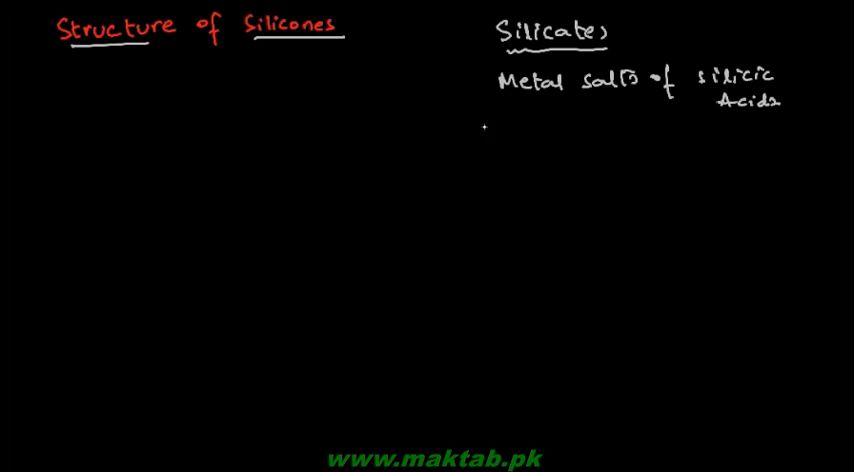 Structure of Silicones
Silicates
Metal salts of silicic
Acids
www.maktab.pk